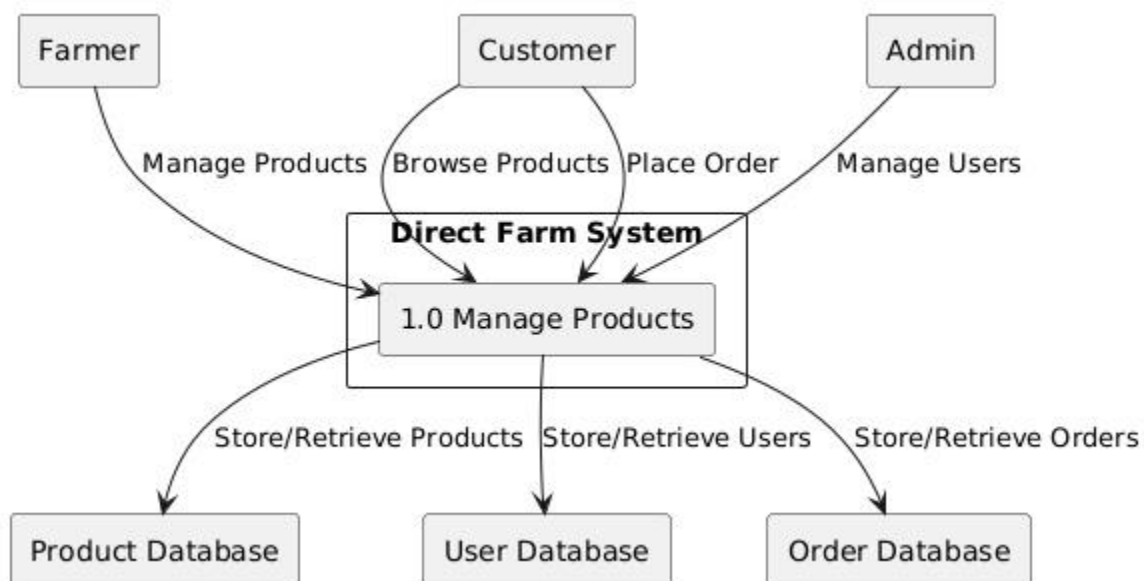 Farmer
Customer
Admin
Manage Products
Browse Products
Place Order
Manage Users
Direct Farm System
1.0 Manage Products
Store/Retrieve Products
Store/Retrieve Users
Store/Retrieve Orders
Product Database
User Database
Order Database